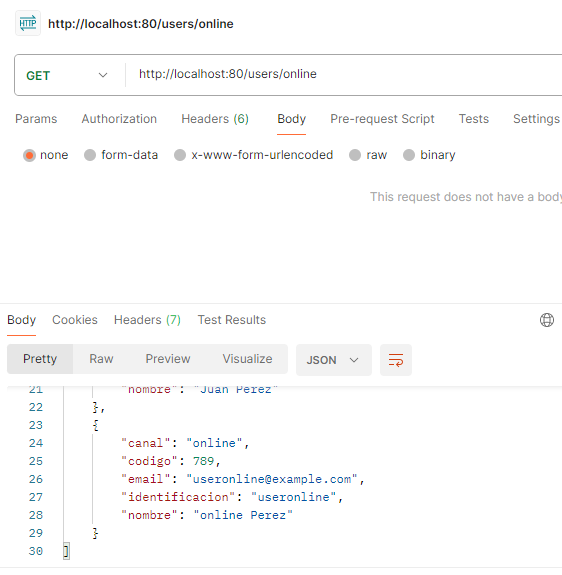 HTTP http://localhost:80/users/online
GET http://localhost:80/users/online
Params Authorization Headers (6) Body Pre-request Script Tests Settings
none form-data x-www-form-urlencoded raw binary
This request does not have a body
Body Cookies Headers (7) Test Results
Pretty Raw Preview Visualize JSON
21 "nombre": "Juan Perez"
22 },
23 {
24 "canal": "online",
25 "codigo": 789,
26 "email": "useronline@example.com",
27 "identificacion": "useronline",
28 "nombre": "online Perez"
29 }
30 ]